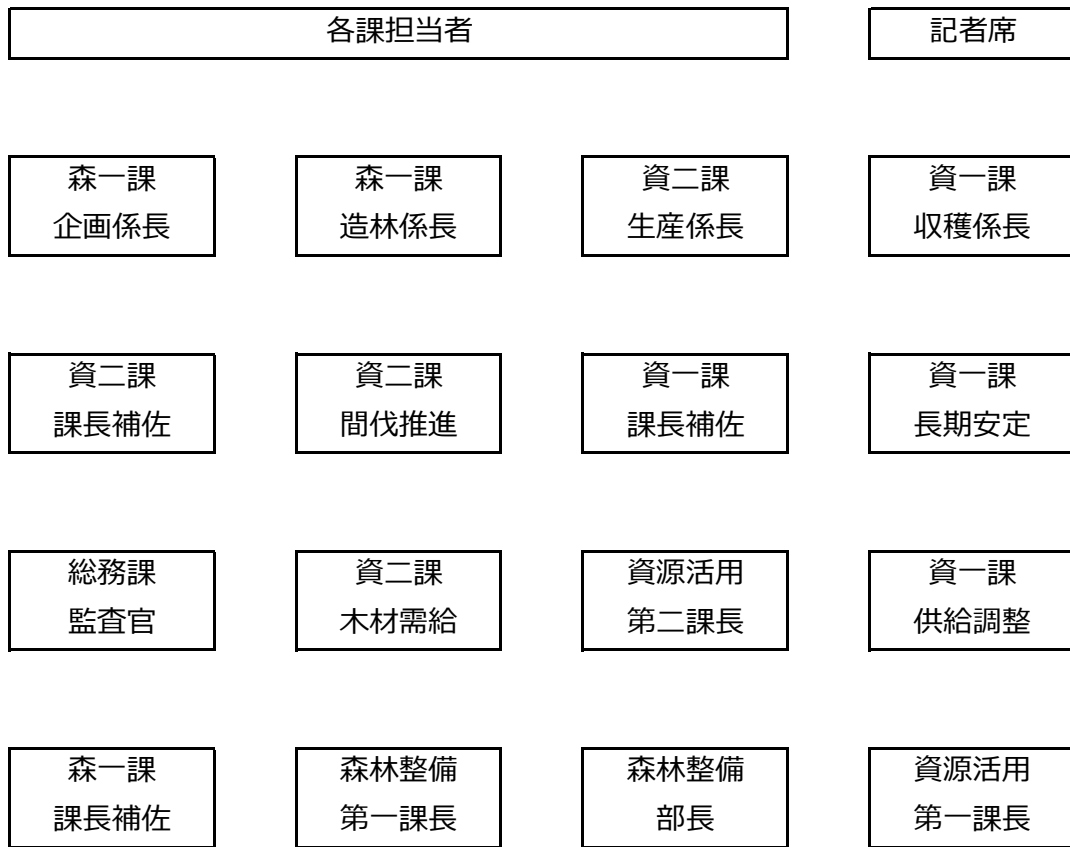 各課担当者
記者席
森一課
企画係長
森一課
造林係長
資二課
生産係長
資一課
収穫係長
資二課
課長補佐
資二課
間伐推進
資一課
課長補佐
資一課
長期安定
総務課
監査官
資二課
木材需給
資源活用
第二課長
資一課
供給調整
森一課
課長補佐
森林整備
第一課長
森林整備
部長
資源活用
第一課長